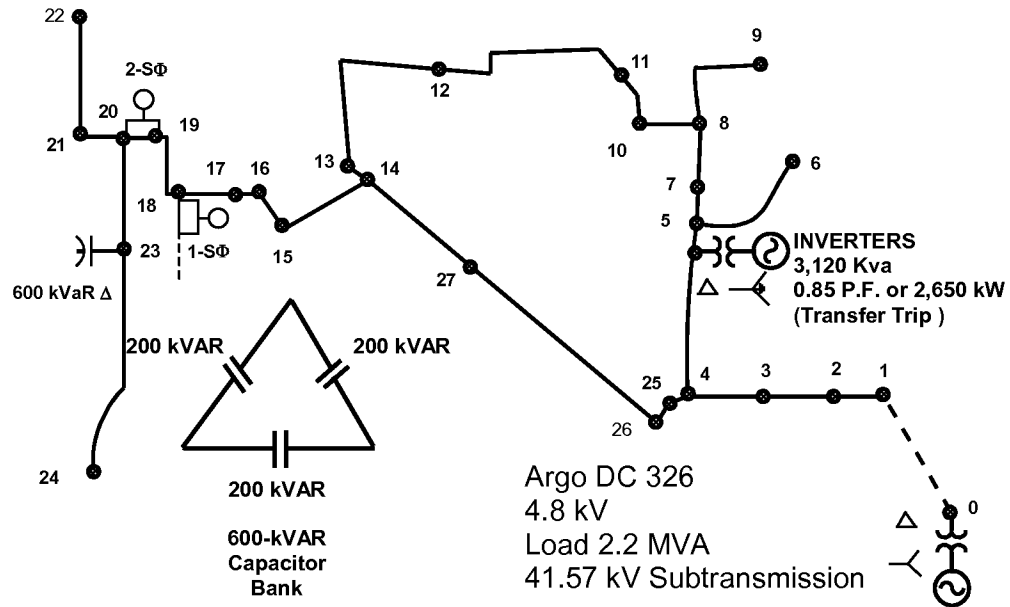 22
2-SΦ
20
19
21
17
16
18
1-SΦ
15
23
600 kVaR Δ
24
13
14
12
11
9
10
8
6
7
5
27
INVERTERS
3,120 Kva
0.85 P.F. or 2,650 kW
(Transfer Trip )
Δ
200 kVAR
200 kVAR
200 kVAR
600-kVAR
Capacitor
Bank
25
4
3
2
1
26
0
Δ
Argo DC 326
4.8 kV
Load 2.2 MVA
41.57 kV Subtransmission